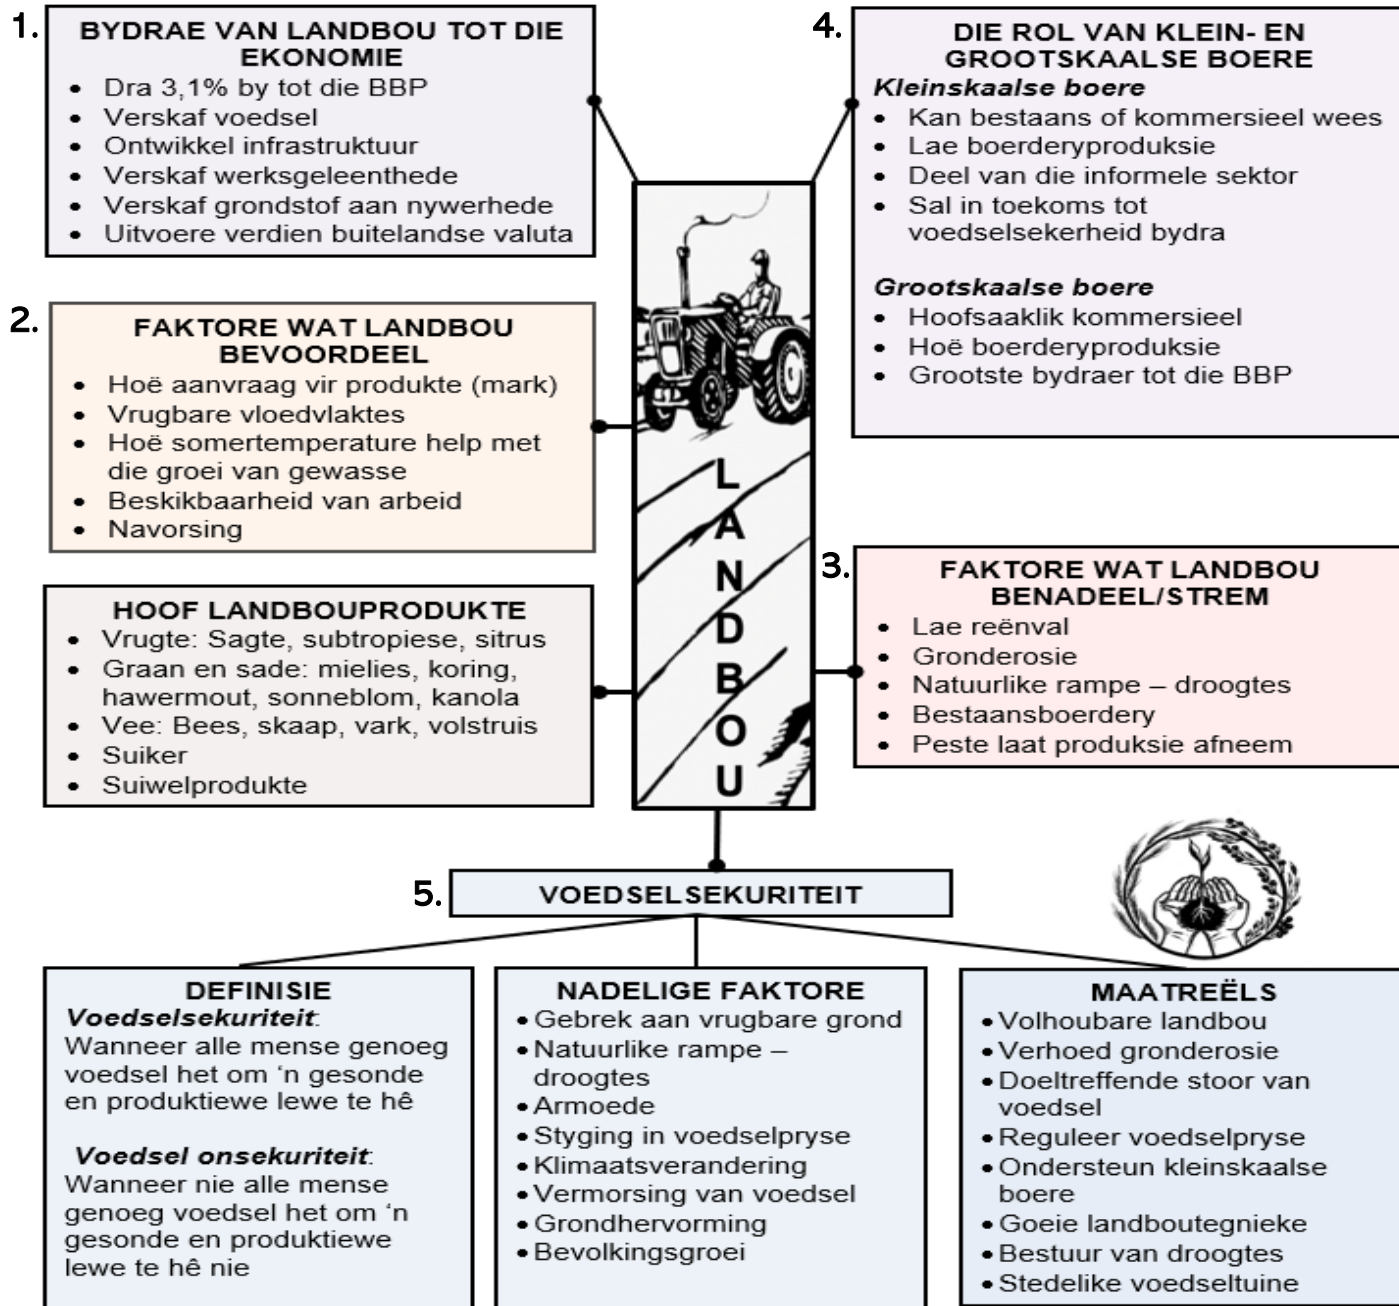 1.
BYDRAE VAN LANDBOU TOT DIE
EKONOMIE
• Dra 3,1% by tot die BBP
• Verskaf voedsel
• Ontwikkel infrastruktuur
• Verskaf werksgeleenthede
• Verskaf grondstof aan nywerhede
• Uitvoere verdien buitelandse valuta
2.
FAKTORE WAT LANDBOU
BEVOORDEEL
• Hoë aanvraag vir produkte (mark)
• Vrugbare vloedvlaktes
• Hoë somertemperature help met
die groei van gewasse
• Beskikbaarheid van arbeid
• Navorsing
HOOF LANDBOUPRODUKTE
• Vrugte: Sagte, subtropiese, sitrus
• Graan en sade: mielies, koring,
hawermout, sonneblom, kanola
• Vee: Bees, skaap, vark, volstruis
• Suiker
• Suiwelprodukte
L
A
N
D
B
O
U
4.
DIE ROL VAN KLEIN- EN
GROOTSKAALSE BOERE
Kleinskaalse boere
• Kan bestaans of kommersieel wees
• Lae boerderyproduksie
• Deel van die informele sektor
• Sal in toekoms tot
voedselsekerheid bydra
Grootskaalse boere
• Hoofsaaklik kommersieel
• Hoë boerderyproduksie
• Grootste bydraer tot die BBP
3.
FAKTORE WAT LANDBOU
BENADEEL/STREM
• Lae reënval
• Gronderosie
• Natuurlike rampe – droogtes
• Bestaansboerdery
• Peste laat produksie afneem
5.
VOEDSELSEKURITEIT
DEFINISIE
Voedselsekuriteit:
Wanneer alle mense genoeg
voedsel het om ‘n gesonde
en produktiewe lewe te hê
Voedsel onsekuriteit:
Wanneer nie alle mense
genoeg voedsel het om ‘n
gesonde en produktiewe
lewe te hê nie
NADELIGE FAKTORE
• Gebrek aan vrugbare grond
• Natuurlike rampe –
droogtes
• Armoede
• Styging in voedselpryse
• Klimaatsverandering
• Vermorsing van voedsel
• Grondhervorming
• Bevolkingsgroei
MAATREËLS
• Volhoubare landbou
• Verhoed gronderosie
• Doeltreffende stoor van
voedsel
• Reguleer voedselpryse
• Ondersteun kleinskaalse
boere
• Goeie landboutegnieke
• Bestuur van droogtes
• Stedelike voedseltuine